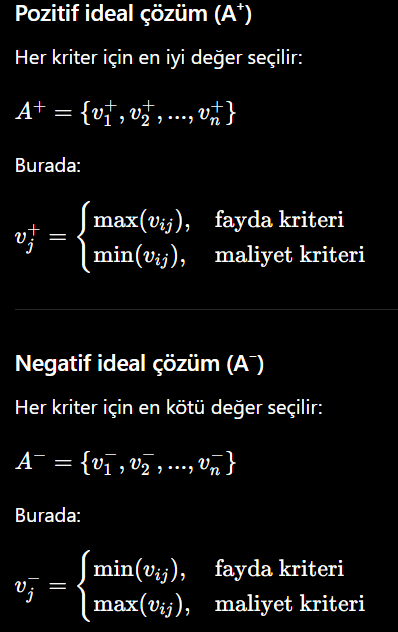 Pozitif ideal çözüm (A⁺)
Her kriter için en iyi değer seçilir:
A⁺ = {v₁⁺, v₂⁺, ..., vₙ⁺}
Burada:
vⱼ⁺ = { max(vᵢⱼ), fayda kriteri
min(vᵢⱼ), maliyet kriteri
Negatif ideal çözüm (A⁻)
Her kriter için en kötü değer seçilir:
A⁻ = {v₁⁻, v₂⁻, ..., vₙ⁻}
Burada:
vⱼ⁻ = { min(vᵢⱼ), fayda kriteri
max(vᵢⱼ), maliyet kriteri